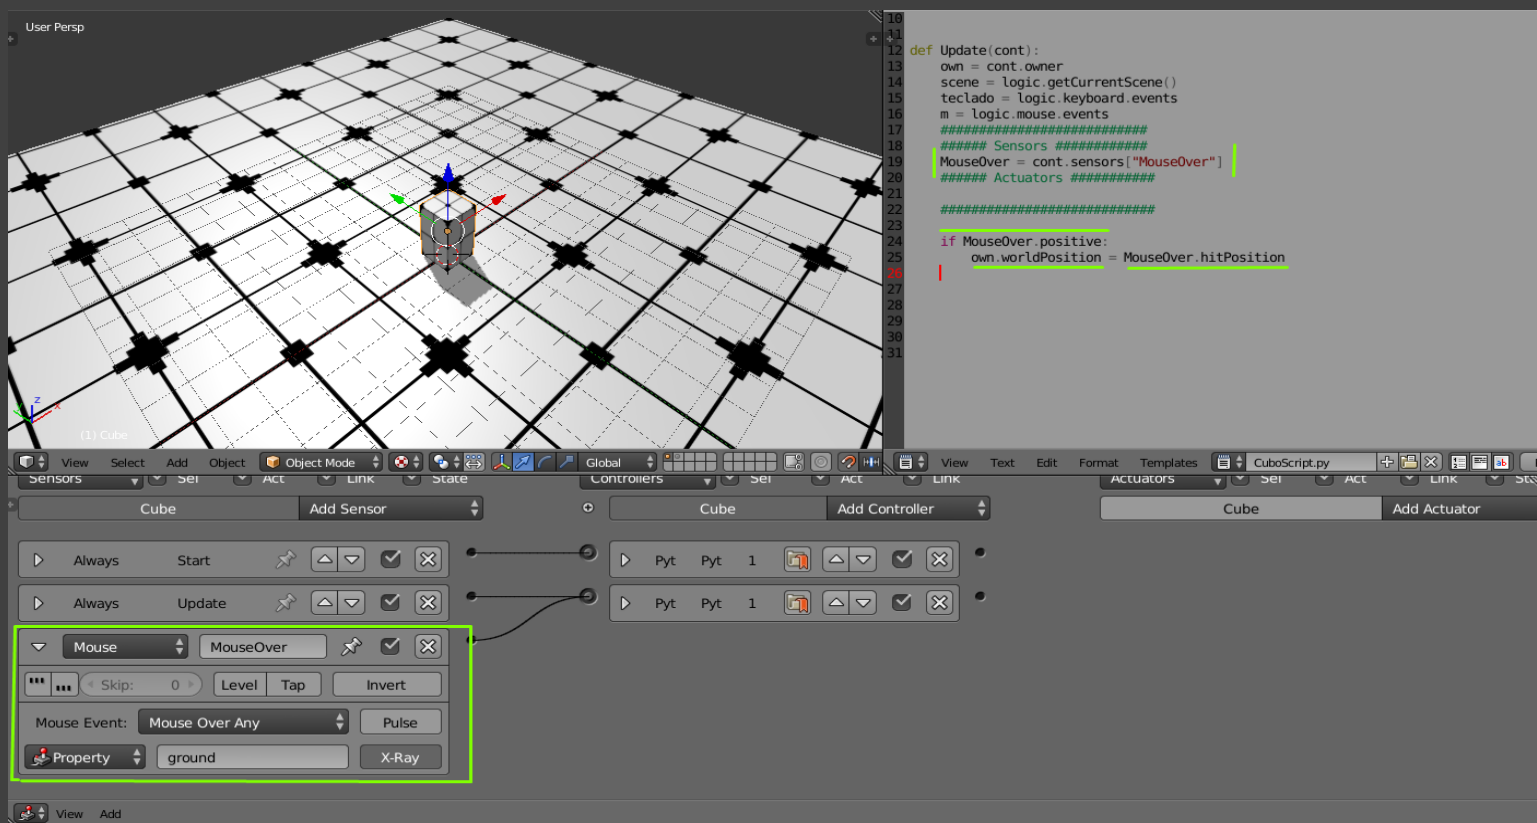 User Persp
(1) Cube
z
x
View Select Add Object Object Mode Global
10
11
12 def Update(cont):
13 own = cont.owner
14 scene = logic.getCurrentScene()
15 teclado = logic.keyboard.events
16 m = logic.mouse.events
17 ###########################
18 ###### Sensors ############
19 MouseOver = cont.sensors["MouseOver"]
20 ###### Actuators ###########
21
22 ############################
23
24 if MouseOver.positive:
25 own.worldPosition = MouseOver.hitPosition
26
27
28
29
30
31
View Text Edit Format Templates CuboScript.py ab
Sensors Sel Act Link State Controllers Sel Act Link Actuators Sel Act Link
Cube Add Sensor Cube Add Controller Cube Add Actuator
Always Start Pyt Pyt 1
Always Update Pyt Pyt 1
Mouse MouseOver
Skip: 0 Level Tap Invert
Mouse Event: Mouse Over Any Pulse
Property ground X-Ray
View Add